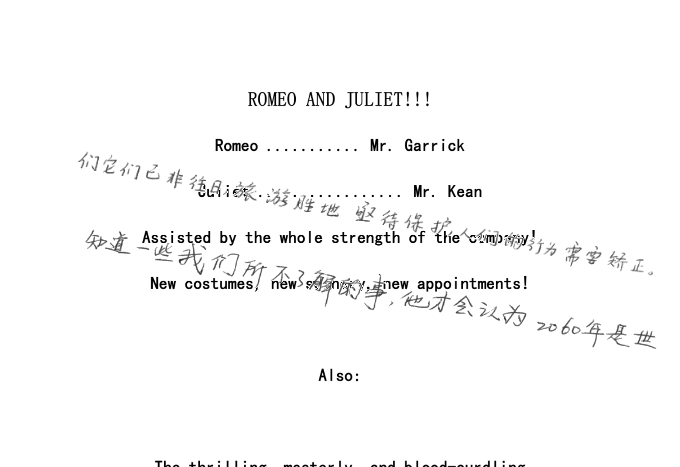 ROMEO AND JULIET!!!
Romeo ........... Mr. Garrick
们它们已非往日旅游胜地 坚待保护,人们的行为需要矫正。
Juliet .................. Mr. Kean
Assisted by the whole strength of the company!
知道一些我们所不了解的事,他才会认为2060年是世
New costumes, new scenery, new appointments!
Also:
The thrilling, masterly, and blood-curdling